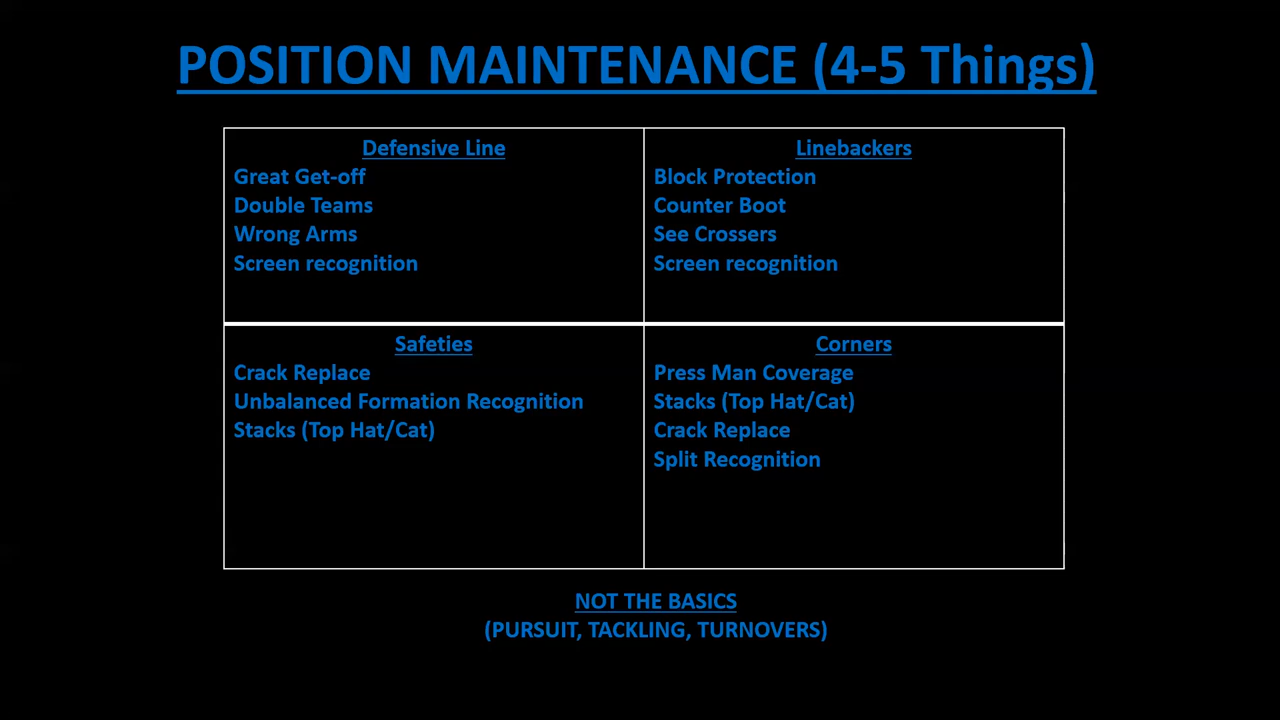 POSITION MAINTENANCE (4-5 Things)
Defensive Line
Great Get-off
Double Teams
Wrong Arms
Screen recognition
Linebackers
Block Protection
Counter Boot
See Crossers
Screen recognition
Safeties
Crack Replace
Unbalanced Formation Recognition
Stacks (Top Hat/Cat)
Corners
Press Man Coverage
Stacks (Top Hat/Cat)
Crack Replace
Split Recognition
NOT THE BASICS
(PURSUIT, TACKLING, TURNOVERS)